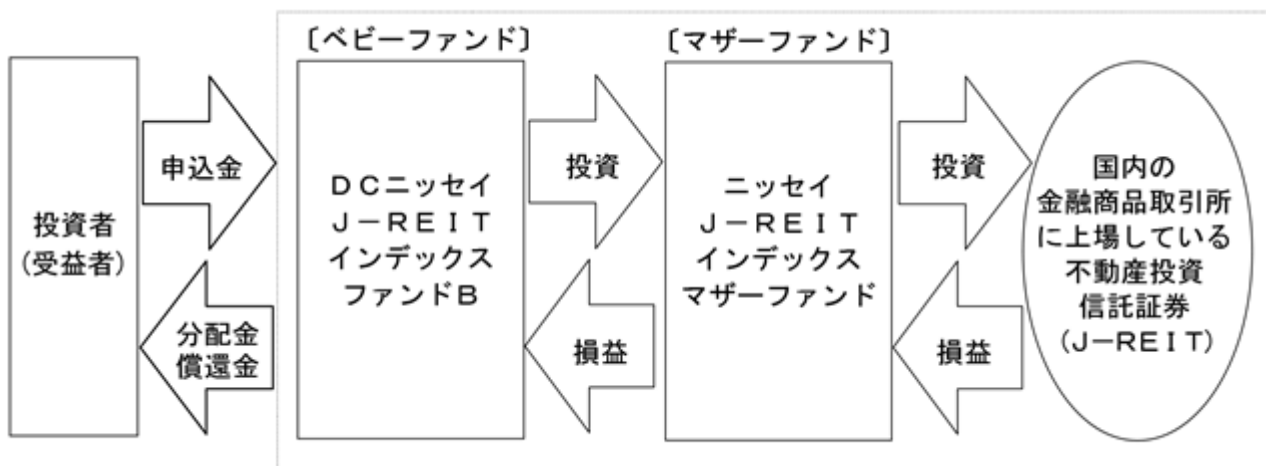 〔ベビーファンド〕
〔マザーファンド〕
投資者
(受益者)
申込金
分配金
償還金
DCニッセイ
J-REIT
インデックス
ファンドB
投資
損益
ニッセイ
J-REIT
インデックス
マザーファンド
投資
損益
国内の
金融商品取引所
に上場している
不動産投資
信託証券
(J-REIT)